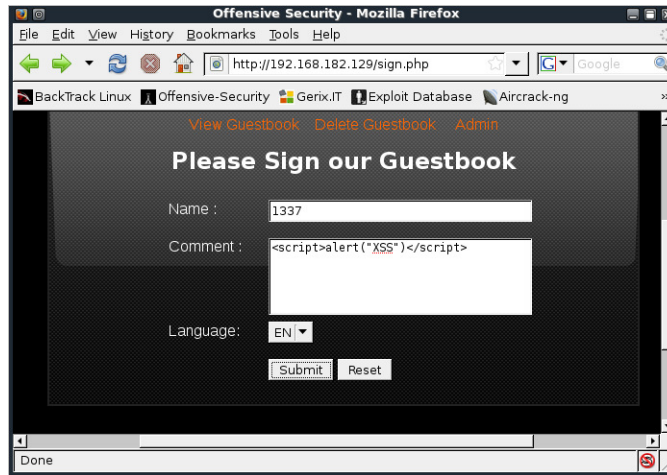 Offensive Security - Mozilla Firefox
File Edit View History Bookmarks Tools Help
http://192.168.182.129/sign.php G Google
BackTrack Linux Offensive-Security Gerix.IT Exploit Database Aircrack-ng »
View Guestbook Delete Guestbook Admin
Please Sign our Guestbook
Name : 1337
Comment : <script>alert("XSS")</script>
Language: EN
Submit Reset
Done